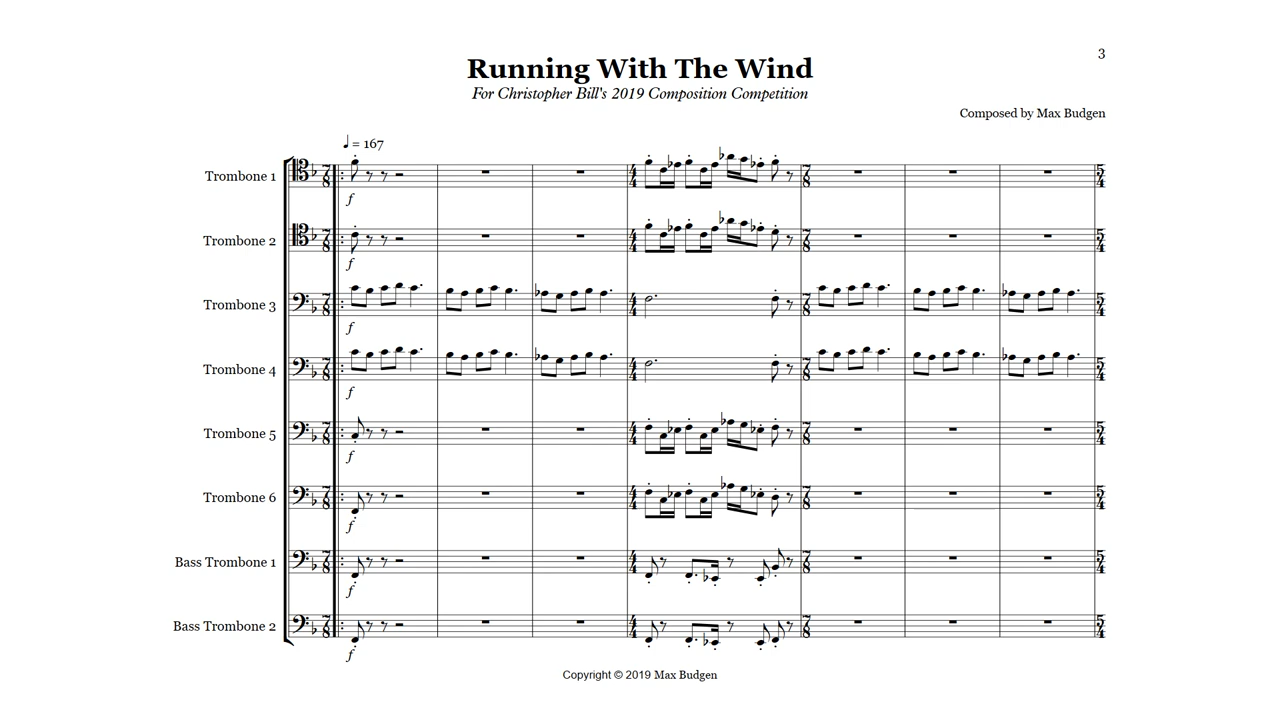 3
Running With The Wind
For Christopher Bill's 2019 Composition Competition
Composed by Max Budgen
♩ = 167
Trombone 1
f
Trombone 2
f
Trombone 3
f
Trombone 4
f
Trombone 5
f
Trombone 6
f
Bass Trombone 1
f
Bass Trombone 2
f
Copyright © 2019 Max Budgen